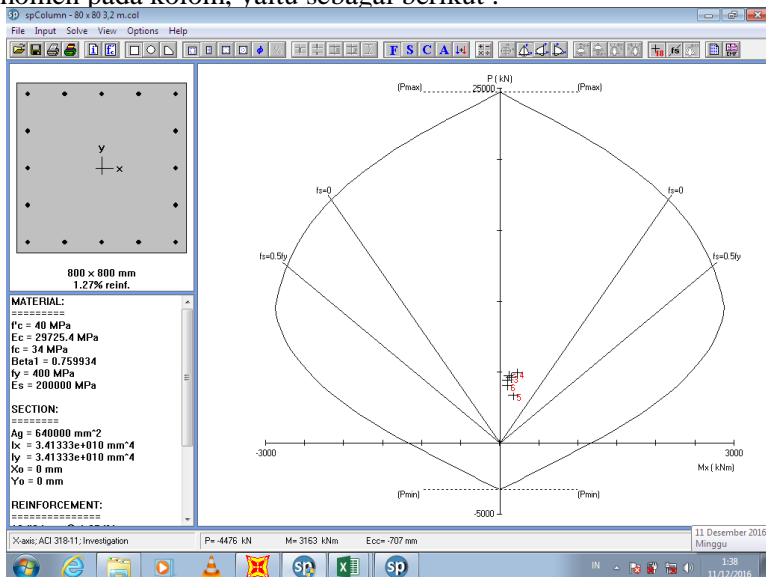 momen pada kolom, yaitu sebagai berikut :
spColumn - 80 x 80 3,2 m.col
File Input Solve View Options Help
F S C A
(Pmax) P ( kN) (Pmax)
25000
fs=0 fs=0
fs=0.5fy fs=0.5fy
y
x
800 x 800 mm
1.27% reinf.
MATERIAL:
=========
f'c = 40 MPa
Ec = 29725.4 MPa
fc = 34 MPa
Beta1 = 0.759934
fy = 400 MPa
Es = 200000 MPa
SECTION:
========
Ag = 640000 mm^2
Ix = 3.41333e+010 mm^4
Iy = 3.41333e+010 mm^4
Xo = 0 mm
Yo = 0 mm
REINFORCEMENT:
===============
4
3
6
5
-3000 3000
Mx ( kNm)
(Pmin) (Pmin)
-5000
X-axis; ACI 318-11; Investigation P= -4476 kN M= 3163 kNm Ecc= -707 mm
11 Desember 2016
Minggu
IN 1:38
11/12/2016